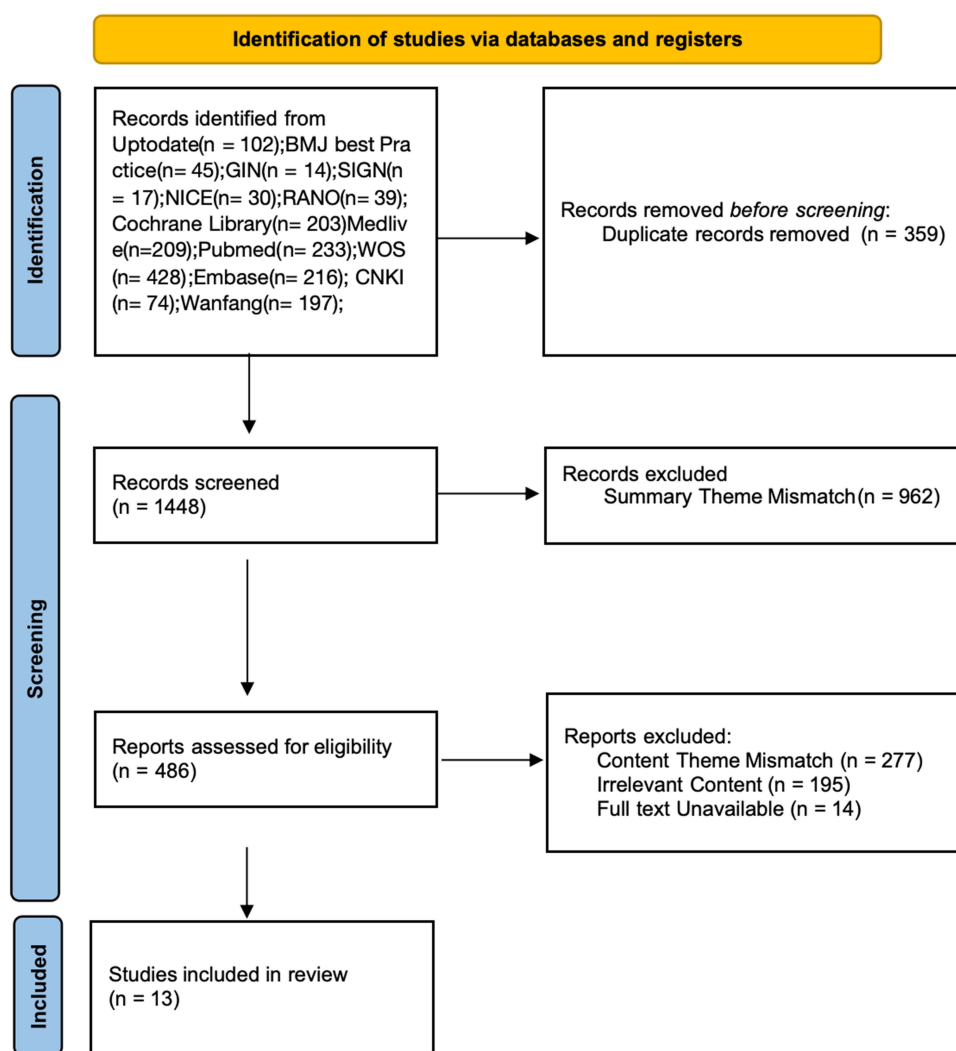 Identification of studies via databases and registers
Identification
Records identified from
Uptodate(n = 102);BMJ best Pra
ctice(n= 45);GIN(n = 14);SIGN(n
= 17);NICE(n= 30);RANO(n= 39);
Cochrane Library(n= 203)Medliv
e(n=209);Pubmed(n= 233);WOS
(n= 428);Embase(n= 216); CNKI
(n= 74);Wanfang(n= 197);
Records removed before screening:
Duplicate records removed (n = 359)
Screening
Records screened
(n = 1448)
Records excluded
Summary Theme Mismatch(n = 962)
Reports assessed for eligibility
(n = 486)
Reports excluded:
Content Theme Mismatch (n = 277)
Irrelevant Content (n = 195)
Full text Unavailable (n = 14)
Included
Studies included in review
(n = 13)